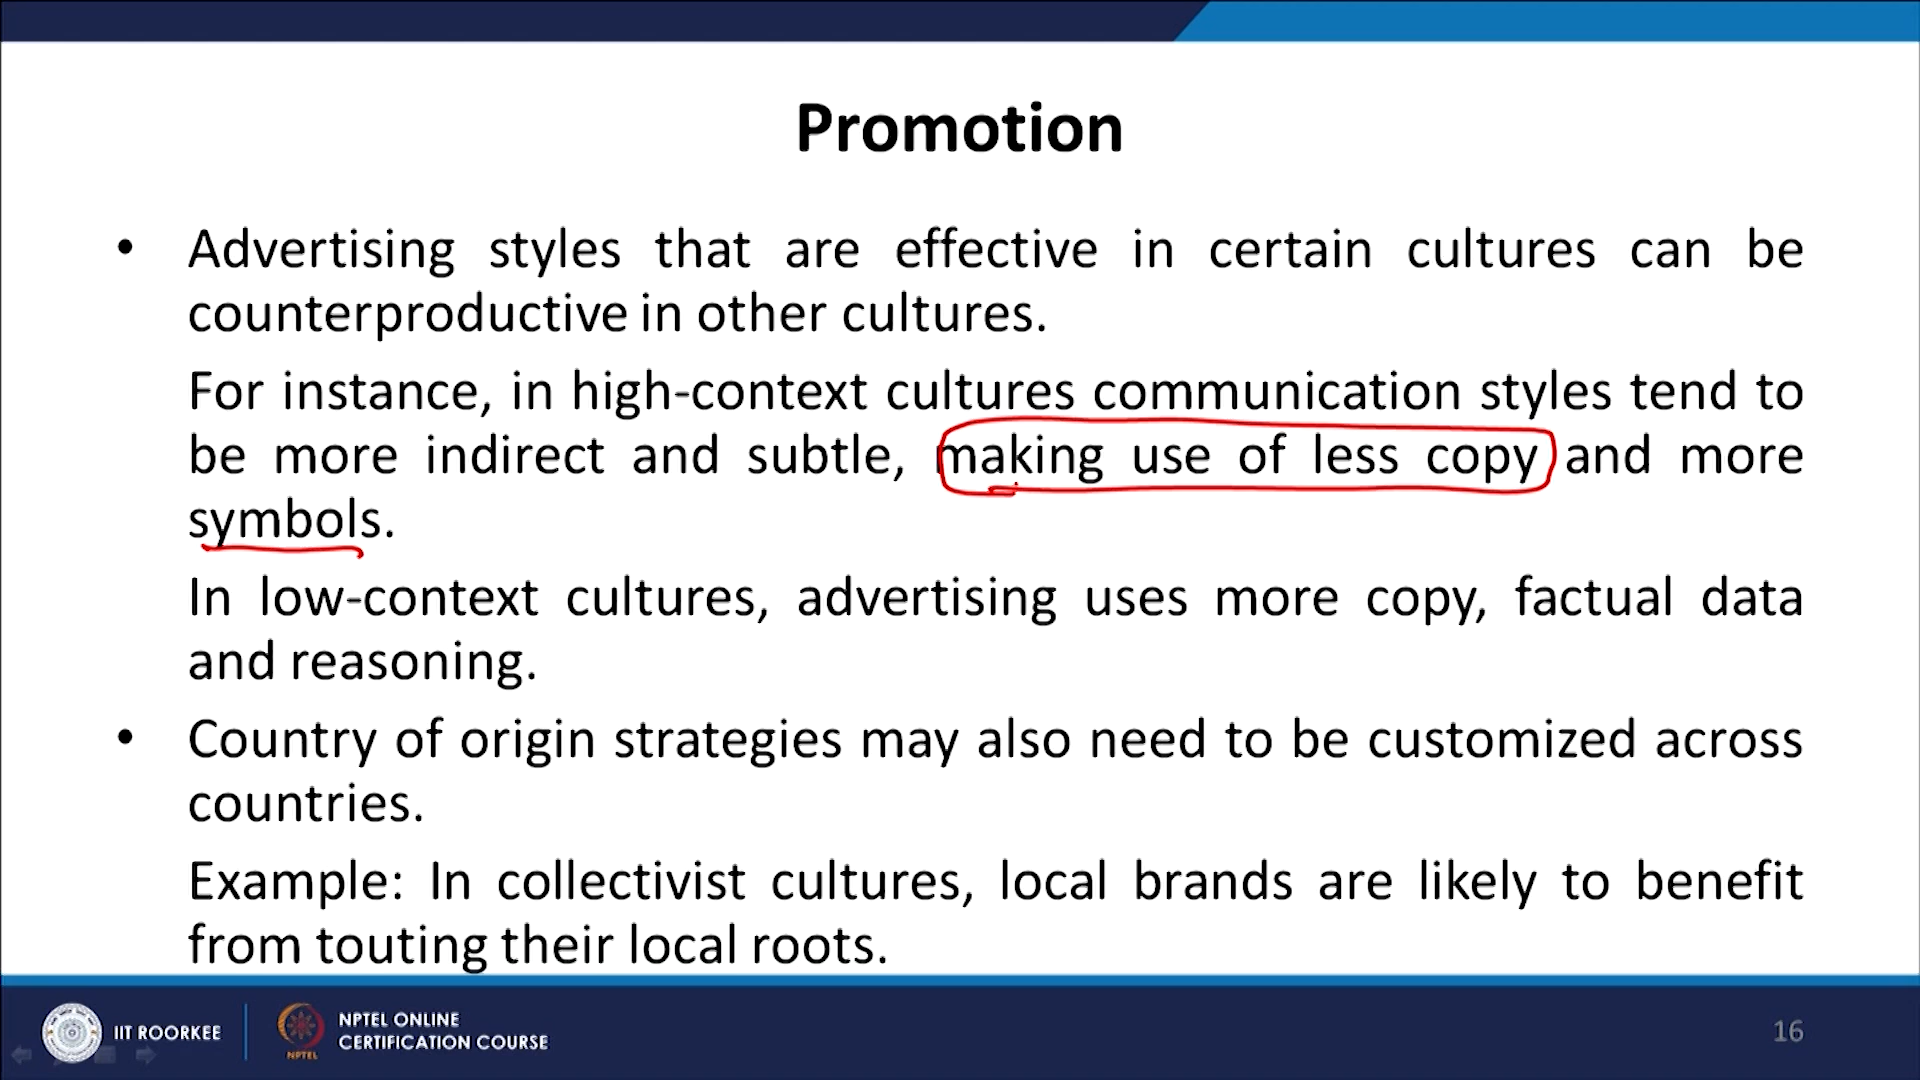 Promotion
• Advertising styles that are effective in certain cultures can be
counterproductive in other cultures.
For instance, in high-context cultures communication styles tend to
be more indirect and subtle, making use of less copy and more
symbols.
In low-context cultures, advertising uses more copy, factual data
and reasoning.
• Country of origin strategies may also need to be customized across
countries.
Example: In collectivist cultures, local brands are likely to benefit
from touting their local roots.
IIT ROORKEE
NPTEL
NPTEL ONLINE
CERTIFICATION COURSE
16